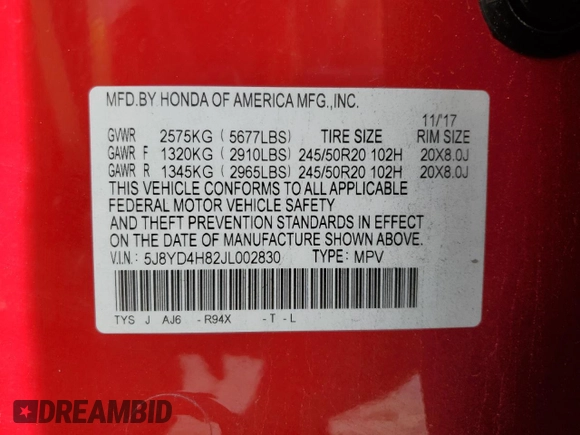 MFD.BY HONDA OF AMERICA MFG.,INC.
11/'17
GVWR 2575KG ( 5677LBS) TIRE SIZE RIM SIZE
GAWR F 1320KG ( 2910LBS) 245/50R20 102H 20X8.0J
GAWR R 1345KG ( 2965LBS) 245/50R20 102H 20X8.0J
THIS VEHICLE CONFORMS TO ALL APPLICABLE
FEDERAL MOTOR VEHICLE SAFETY
AND THEFT PREVENTION STANDARDS IN EFFECT
ON THE DATE OF MANUFACTURE SHOWN ABOVE.
V.I.N.: 5J8YD4H82JL002830 TYPE: MPV
TYS J AJ6 -R94X -T -L
DREAMBID